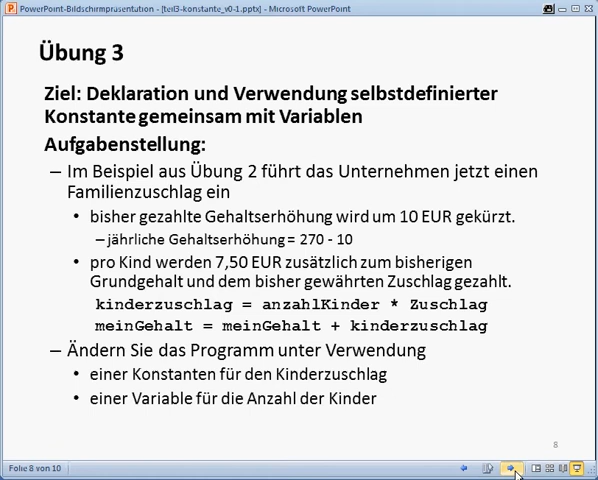 PowerPoint-Bildschirmpräsentation - [teil3-konstante_v0-1.pptx] - Microsoft PowerPoint
Übung 3
Ziel: Deklaration und Verwendung selbstdefinierter
Konstante gemeinsam mit Variablen
Aufgabenstellung:
– Im Beispiel aus Übung 2 führt das Unternehmen jetzt einen
Familienzuschlag ein
• bisher gezahlte Gehaltserhöhung wird um 10 EUR gekürzt.
– jährliche Gehaltserhöhung = 270 - 10
• pro Kind werden 7,50 EUR zusätzlich zum bisherigen
Grundgehalt und dem bisher gewährten Zuschlag gezahlt.
kinderzuschlag = anzahlKinder * Zuschlag
meinGehalt = meinGehalt + kinderzuschlag
– Ändern Sie das Programm unter Verwendung
• einer Konstanten für den Kinderzuschlag
• einer Variable für die Anzahl der Kinder
8
Folie 8 von 10